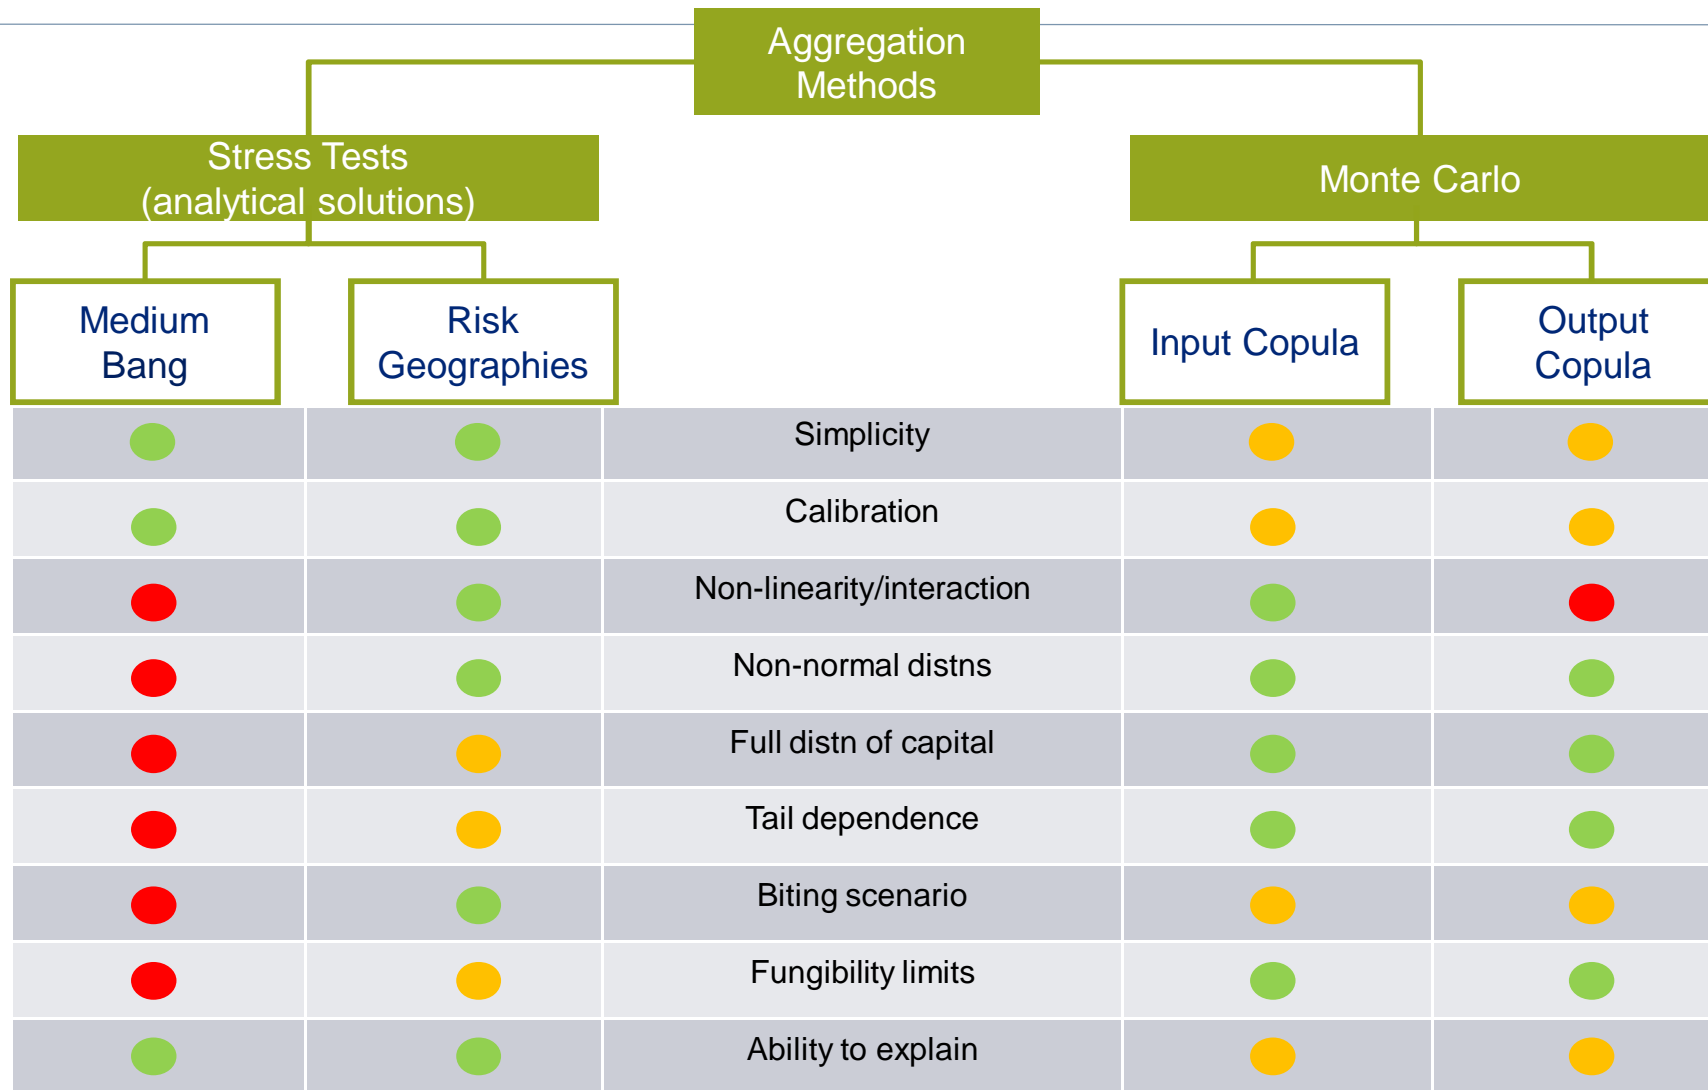 Aggregation
Methods
Stress Tests
(analytical solutions)
Monte Carlo
Medium
Bang
Risk
Geographies
Input Copula
Output
Copula
Simplicity
Calibration
Non-linearity/interaction
Non-normal distns
Full distn of capital
Tail dependence
Biting scenario
Fungibility limits
Ability to explain